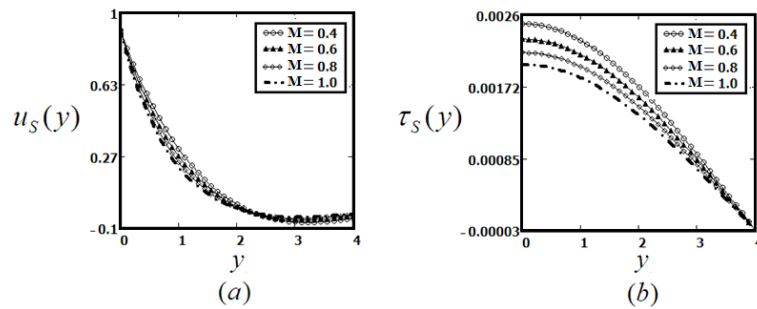 1
0.63
0.27
-0.1
u_S(y)
M= 0.4
M= 0.6
M= 0.8
M= 1.0
0 1 2 3 4
y
(a)
0.0026
0.00172
0.00085
-0.00003
τ_S(y)
M= 0.4
M= 0.6
M= 0.8
M= 1.0
0 1 2 3 4
y
(b)